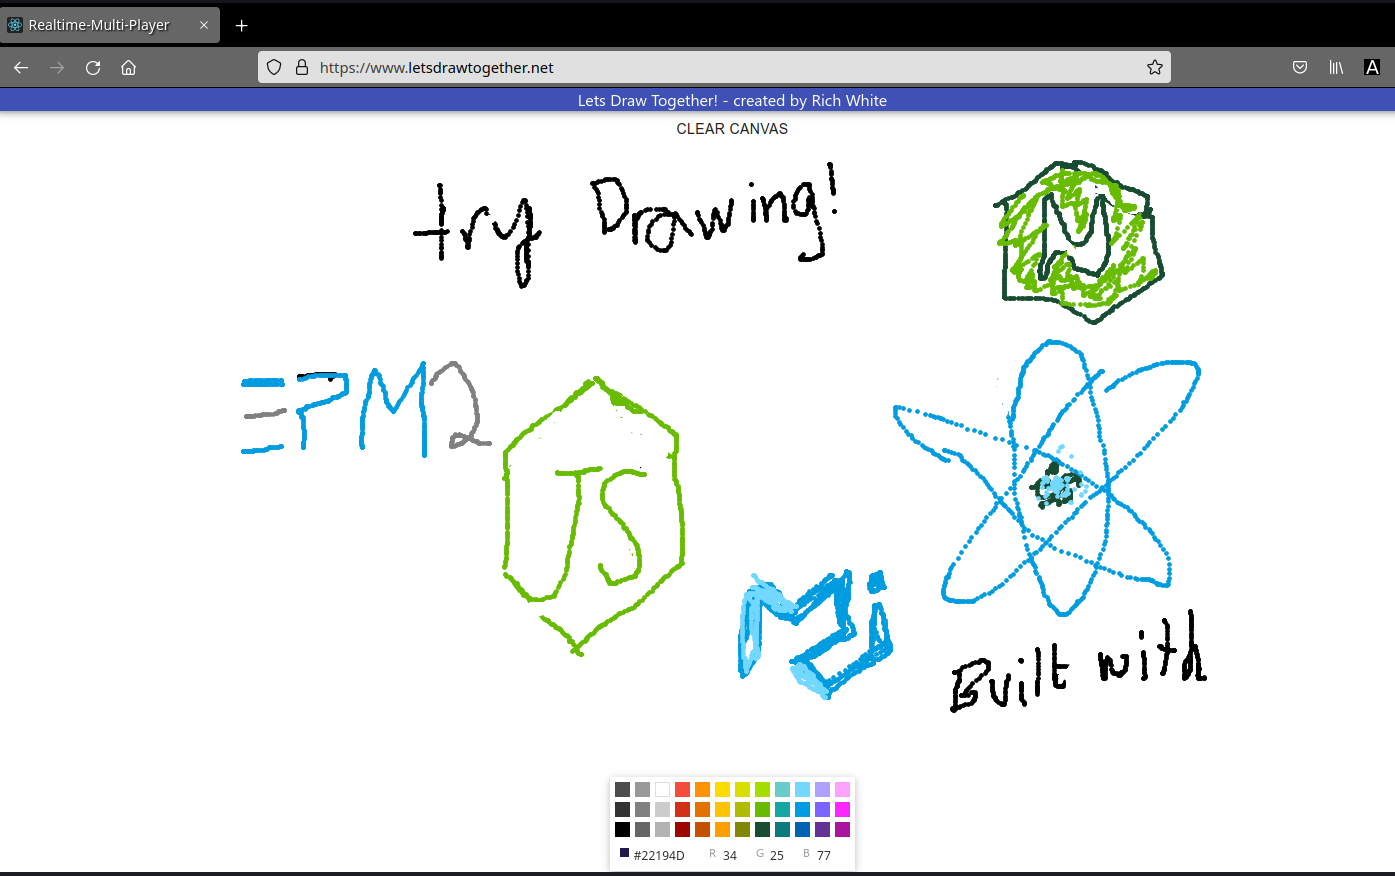 Realtime-Multi-Player
https://www.letsdrawtogether.net
Lets Draw Together! - created by Rich White
CLEAR CANVAS
try Drawing!
PM2
JS
Built with
#22194D R 34 G 25 B 77